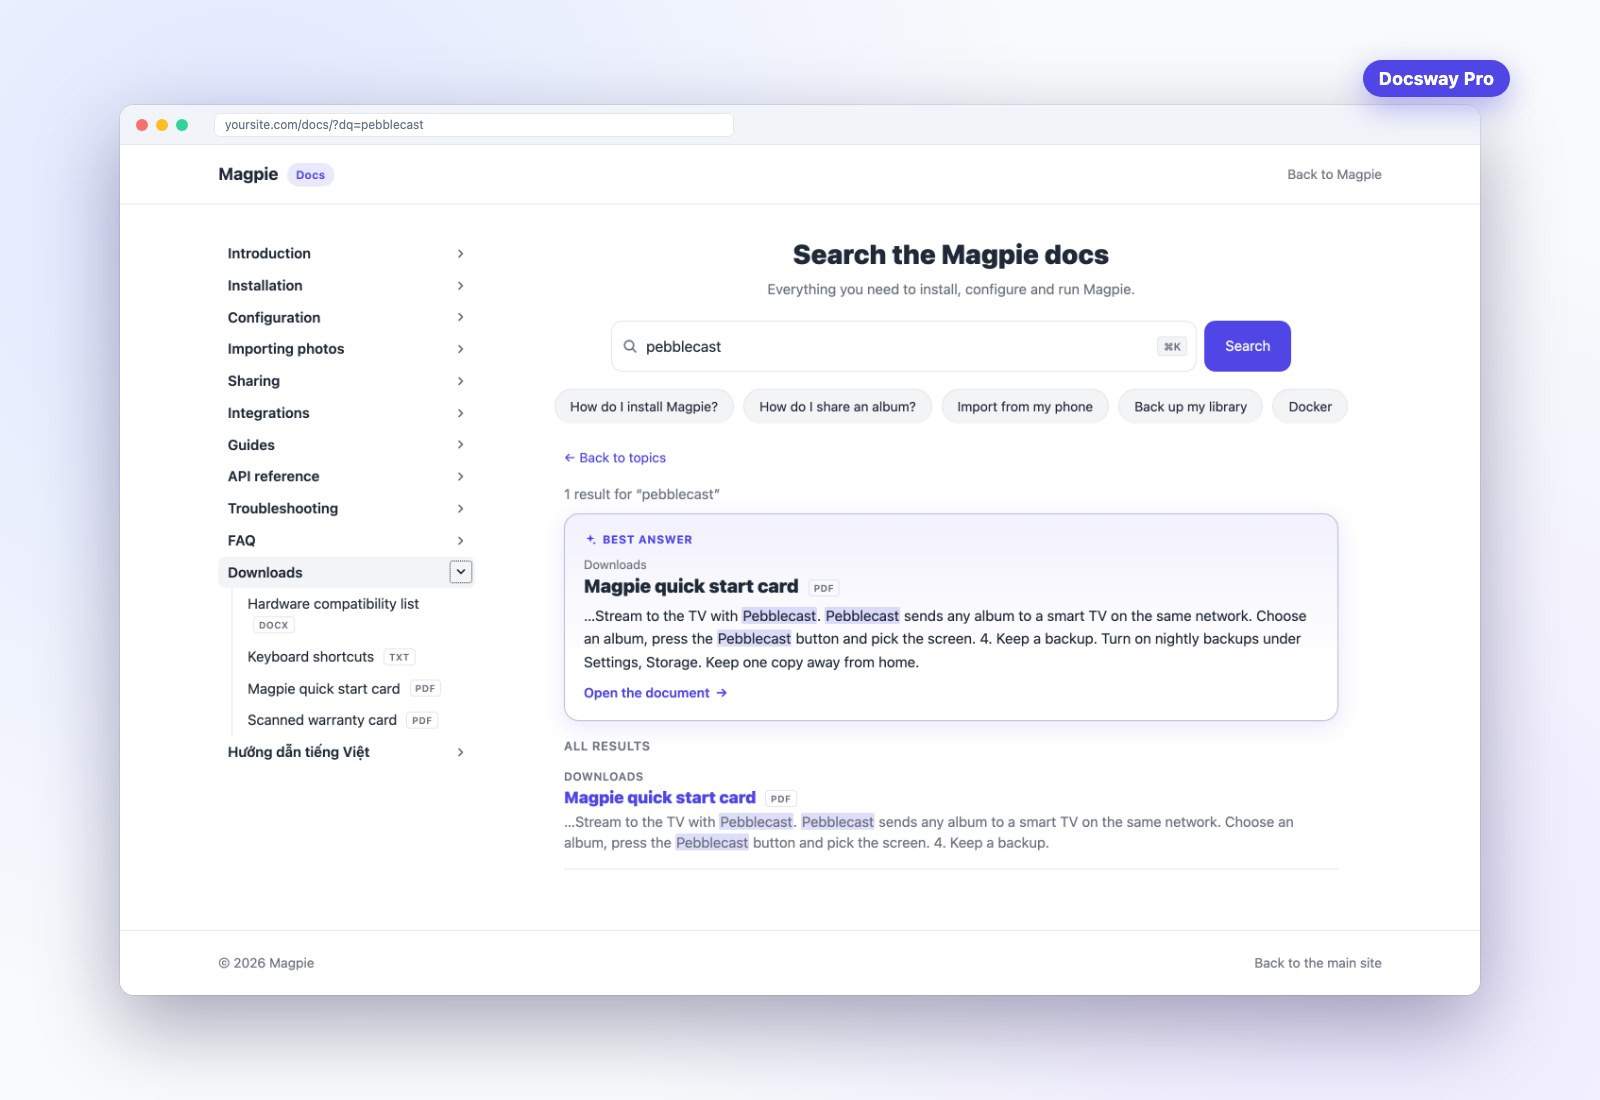 Docsway Pro
yoursite.com/docs/?dq=pebblecast
Magpie Docs
Back to Magpie
Introduction
Installation
Configuration
Importing photos
Sharing
Integrations
Guides
API reference
Troubleshooting
FAQ
Downloads
Hardware compatibility list
DOCX
Keyboard shortcuts TXT
Magpie quick start card PDF
Scanned warranty card PDF
Hướng dẫn tiếng Việt
Search the Magpie docs
Everything you need to install, configure and run Magpie.
pebblecast ⌘K Search
How do I install Magpie? How do I share an album? Import from my phone Back up my library Docker
← Back to topics
1 result for “pebblecast”
BEST ANSWER
Downloads
Magpie quick start card PDF
...Stream to the TV with Pebblecast. Pebblecast sends any album to a smart TV on the same network. Choose
an album, press the Pebblecast button and pick the screen. 4. Keep a backup. Turn on nightly backups under
Settings, Storage. Keep one copy away from home.
Open the document →
ALL RESULTS
DOWNLOADS
Magpie quick start card PDF
...Stream to the TV with Pebblecast. Pebblecast sends any album to a smart TV on the same network. Choose an
album, press the Pebblecast button and pick the screen. 4. Keep a backup.
© 2026 Magpie
Back to the main site